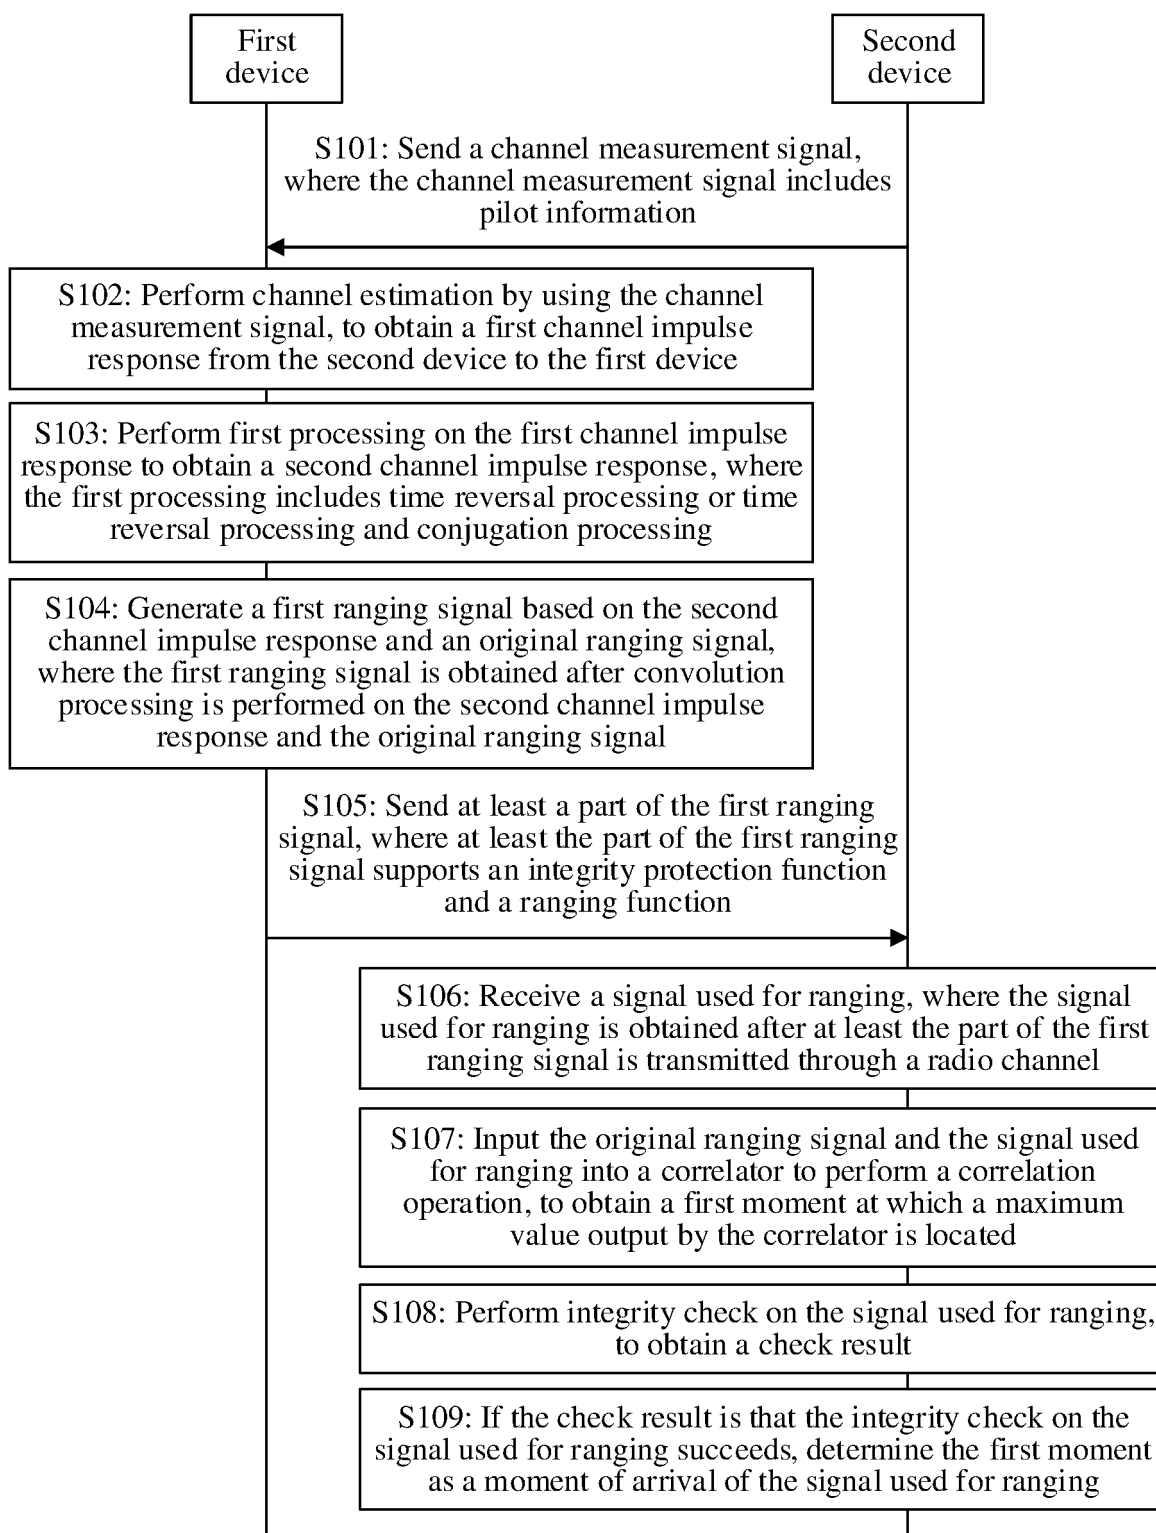 First
device
Second
device
S101: Send a channel measurement signal,
where the channel measurement signal includes
pilot information
S102: Perform channel estimation by using the channel
measurement signal, to obtain a first channel impulse
response from the second device to the first device
S103: Perform first processing on the first channel impulse
response to obtain a second channel impulse response, where
the first processing includes time reversal processing or time
reversal processing and conjugation processing
S104: Generate a first ranging signal based on the second
channel impulse response and an original ranging signal,
where the first ranging signal is obtained after convolution
processing is performed on the second channel impulse
response and the original ranging signal
S105: Send at least a part of the first ranging
signal, where at least the part of the first ranging
signal supports an integrity protection function
and a ranging function
S106: Receive a signal used for ranging, where the signal
used for ranging is obtained after at least the part of the first
ranging signal is transmitted through a radio channel
S107: Input the original ranging signal and the signal used
for ranging into a correlator to perform a correlation
operation, to obtain a first moment at which a maximum
value output by the correlator is located
S108: Perform integrity check on the signal used for ranging,
to obtain a check result
S109: If the check result is that the integrity check on the
signal used for ranging succeeds, determine the first moment
as a moment of arrival of the signal used for ranging